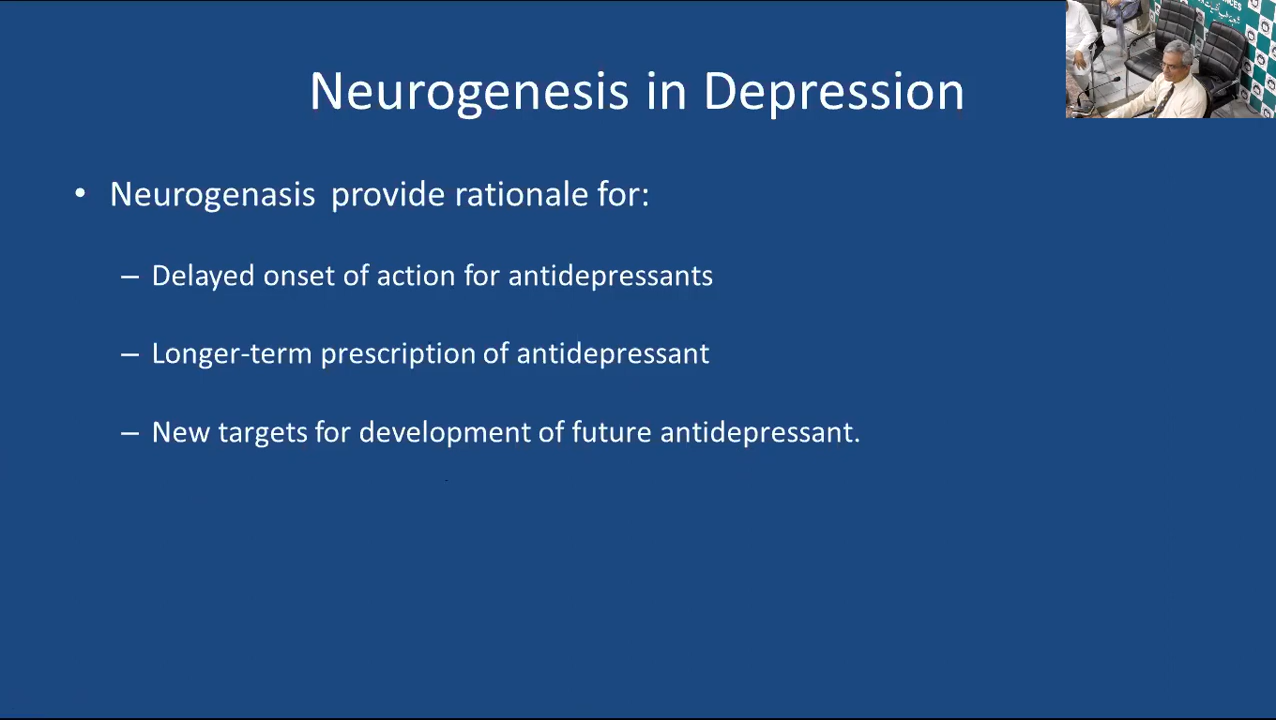 Neurogenesis in Depression
• Neurogenasis provide rationale for:
– Delayed onset of action for antidepressants
– Longer-term prescription of antidepressant
– New targets for development of future antidepressant.